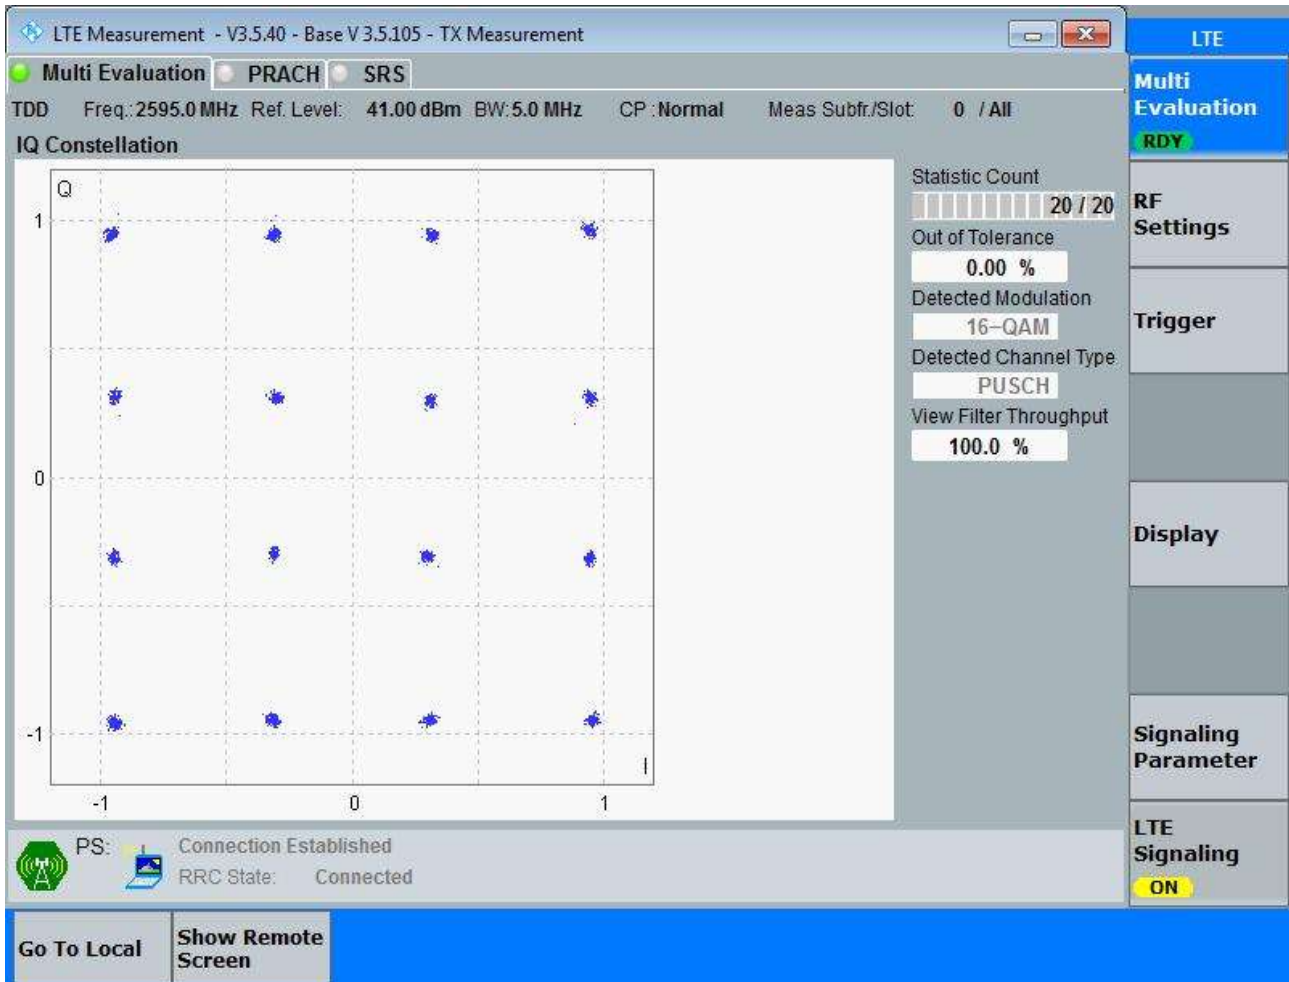 LTE Measurement - V3.5.40 - Base V 3.5.105 - TX Measurement
LTE
Multi Evaluation PRACH SRS
TDD Freq.:2595.0 MHz Ref. Level: 41.00 dBm BW:5.0 MHz CP :Normal Meas Subfr./Slot: 0 / All
IQ Constellation
Q
1
0
-1
I
-1 0 1
Statistic Count
20 / 20
Out of Tolerance
0.00 %
Detected Modulation
16-QAM
Detected Channel Type
PUSCH
View Filter Throughput
100.0 %
Multi
Evaluation
RDY
RF
Settings
Trigger
Display
Signaling
Parameter
LTE
Signaling
ON
PS: Connection Established
RRC State: Connected
Go To Local
Show Remote
Screen